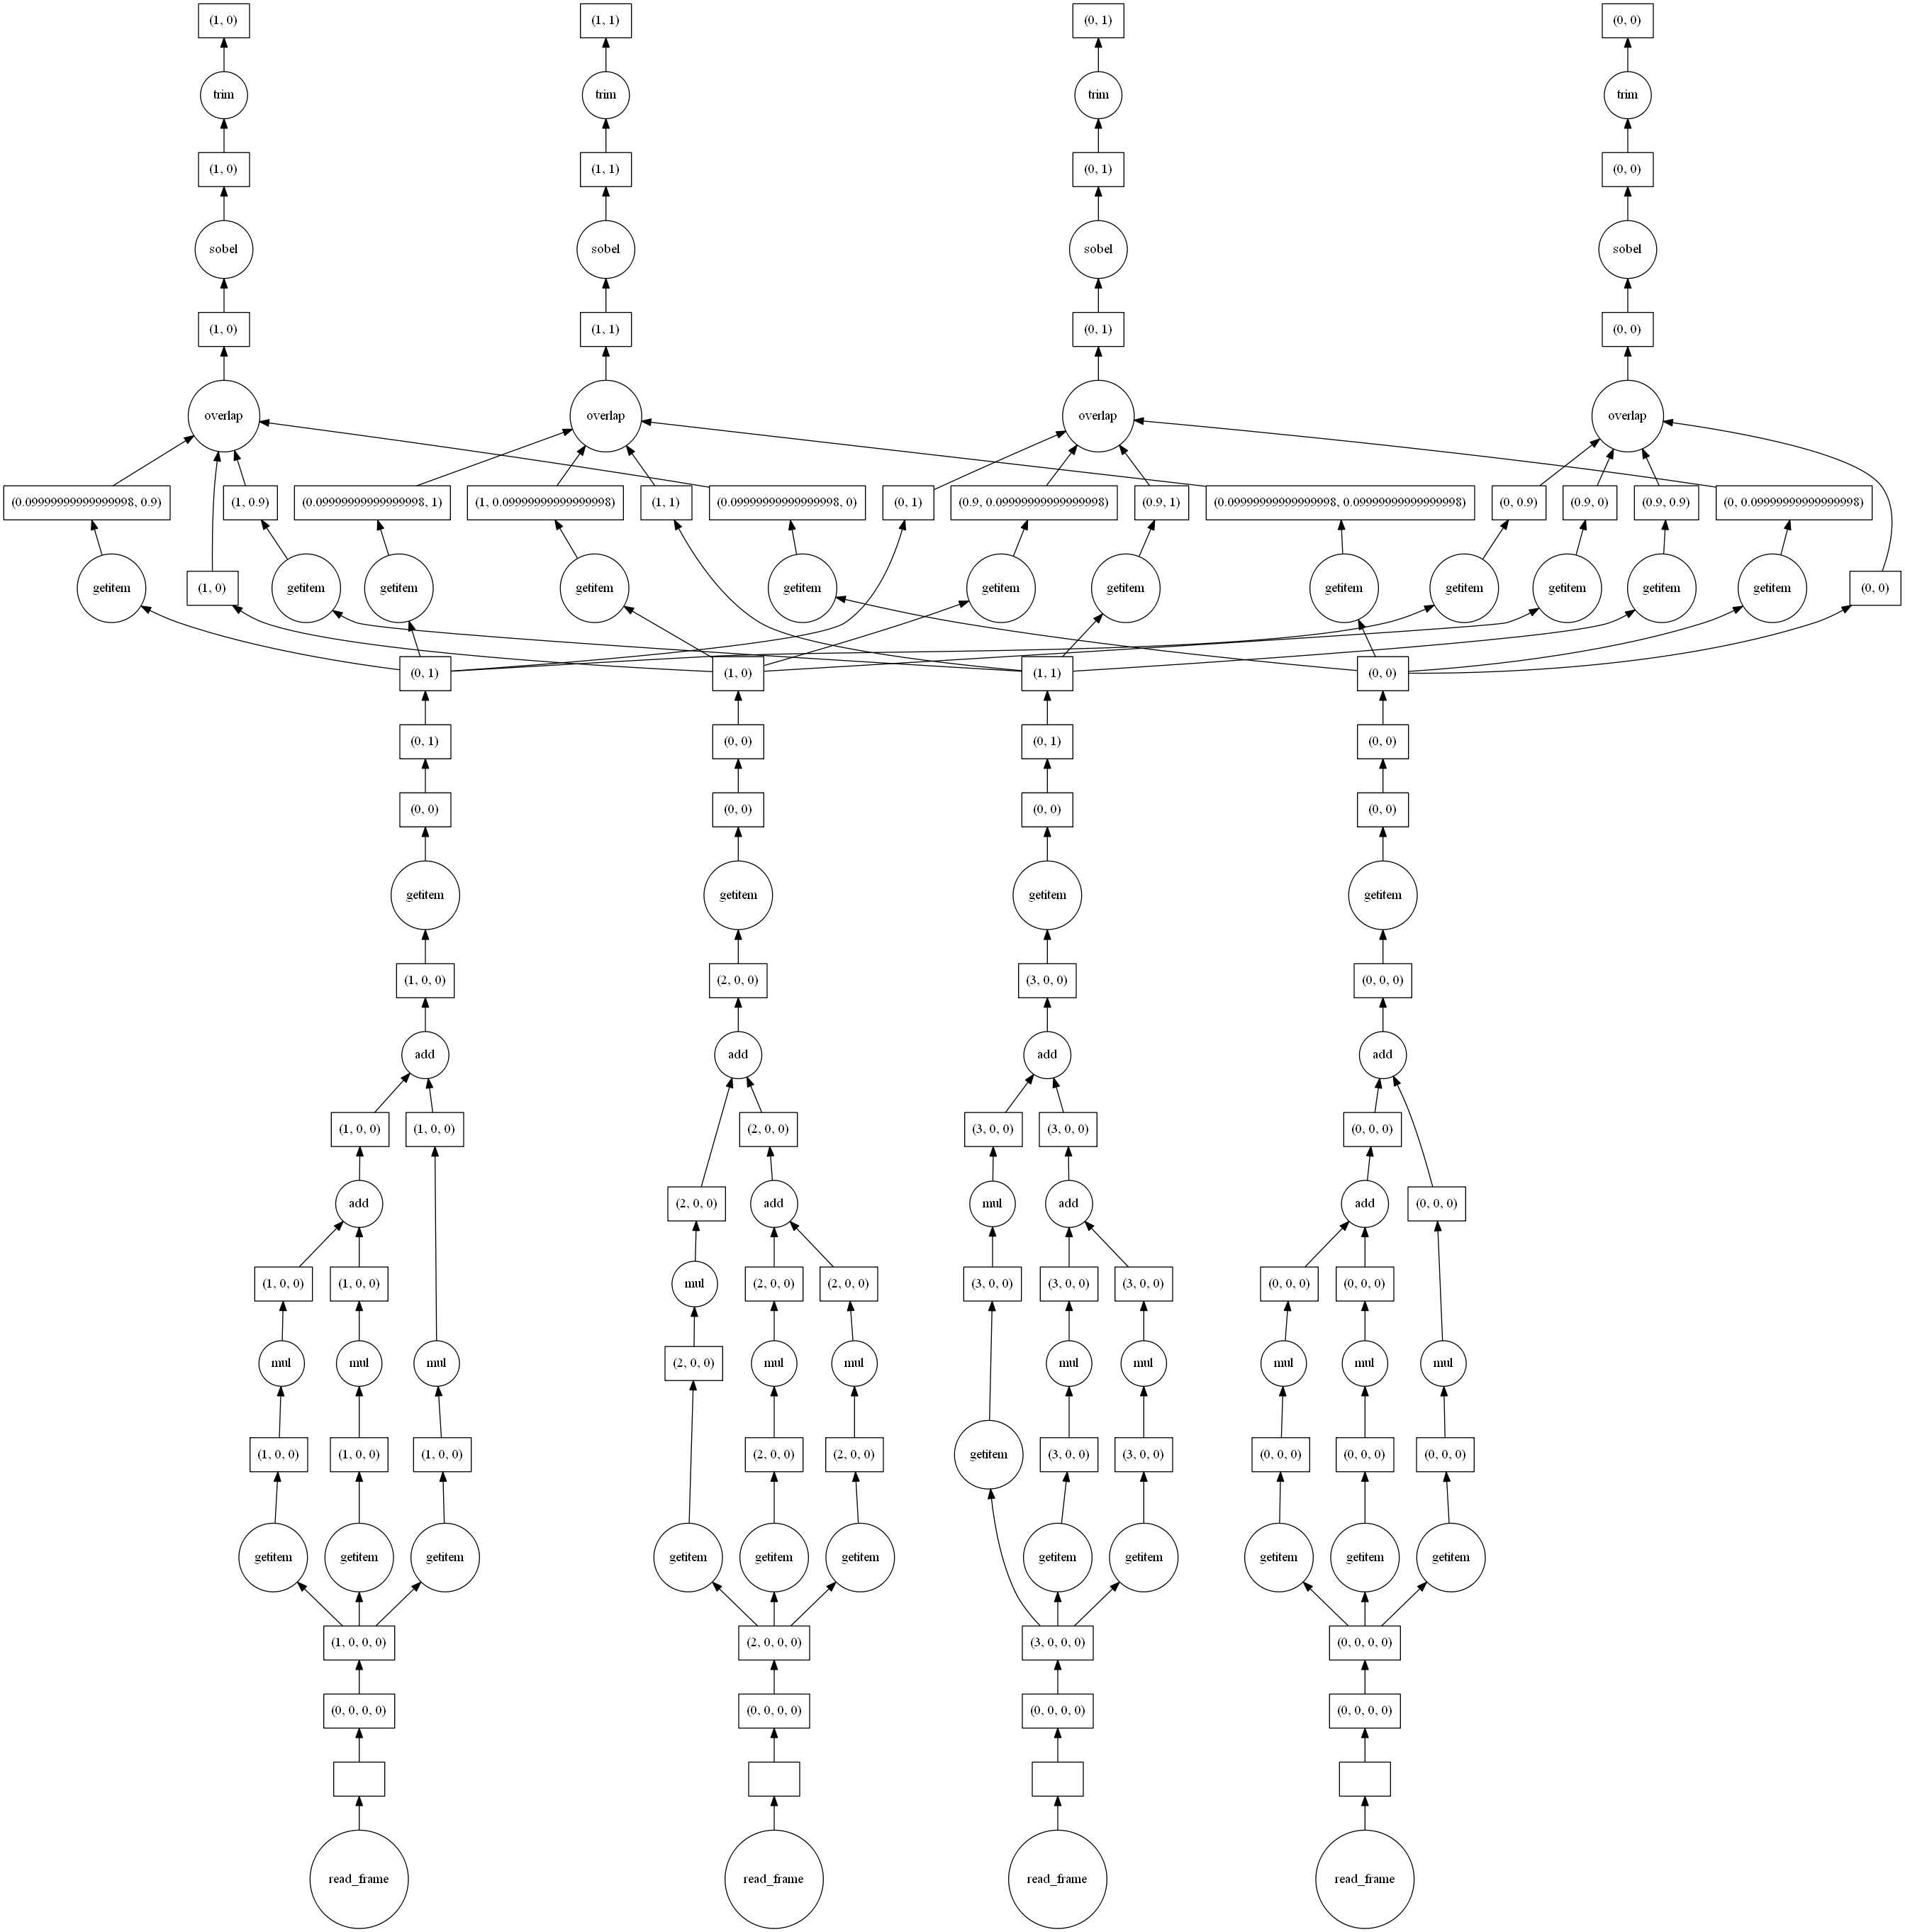 (1, 0)
(1, 1)
(0, 1)
(0, 0)
trim
trim
trim
trim
(1, 0)
(1, 1)
(0, 1)
(0, 0)
sobel
sobel
sobel
sobel
(1, 0)
(1, 1)
(0, 1)
(0, 0)
overlap
overlap
overlap
overlap
(0.09999999999999998, 0.9)
(1, 0.9)
(0.09999999999999998, 1)
(1, 0.09999999999999998)
(1, 1)
(0.09999999999999998, 0)
(0, 1)
(0.9, 0.09999999999999998)
(0.9, 1)
(0.09999999999999998, 0.09999999999999998)
(0, 0.9)
(0.9, 0)
(0.9, 0.9)
(0, 0.09999999999999998)
getitem
(1, 0)
getitem
getitem
getitem
getitem
getitem
getitem
getitem
getitem
getitem
getitem
getitem
(0, 0)
(0, 1)
(1, 0)
(1, 1)
(0, 0)
(0, 1)
(0, 0)
(0, 1)
(0, 0)
(0, 0)
(0, 0)
(0, 0)
(0, 0)
getitem
getitem
getitem
getitem
(1, 0, 0)
(2, 0, 0)
(3, 0, 0)
(0, 0, 0)
add
add
add
add
(1, 0, 0)
(1, 0, 0)
(2, 0, 0)
(3, 0, 0)
(3, 0, 0)
(0, 0, 0)
add
(2, 0, 0)
add
mul
add
add
(0, 0, 0)
(1, 0, 0)
(1, 0, 0)
mul
(2, 0, 0)
(2, 0, 0)
(3, 0, 0)
(3, 0, 0)
(3, 0, 0)
(0, 0, 0)
(0, 0, 0)
mul
mul
mul
(2, 0, 0)
mul
mul
mul
mul
mul
mul
mul
(1, 0, 0)
(1, 0, 0)
(1, 0, 0)
(2, 0, 0)
(2, 0, 0)
getitem
(3, 0, 0)
(3, 0, 0)
(0, 0, 0)
(0, 0, 0)
(0, 0, 0)
getitem
getitem
getitem
getitem
getitem
getitem
getitem
getitem
getitem
getitem
getitem
(1, 0, 0, 0)
(2, 0, 0, 0)
(3, 0, 0, 0)
(0, 0, 0, 0)
(0, 0, 0, 0)
(0, 0, 0, 0)
(0, 0, 0, 0)
(0, 0, 0, 0)
read_frame
read_frame
read_frame
read_frame